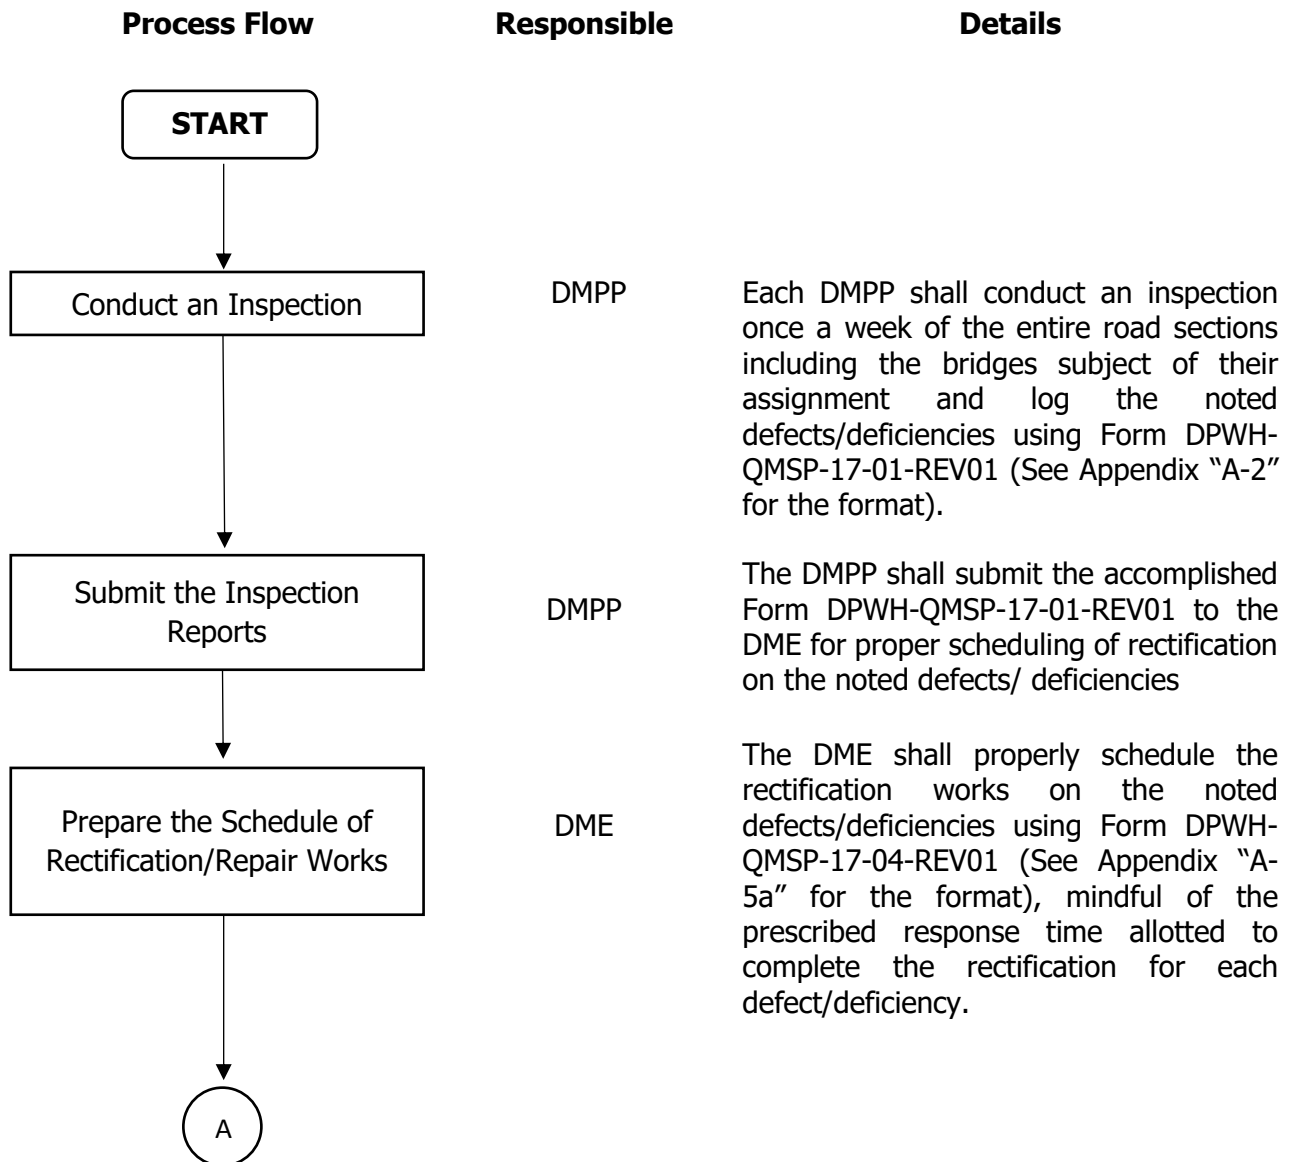 Process Flow Responsible Details
START
Conduct an Inspection
DMPP
Each DMPP shall conduct an inspection
once a week of the entire road sections
including the bridges subject of their
assignment and log the noted
defects/deficiencies using Form DPWH-
QMSP-17-01-REV01 (See Appendix “A-2”
for the format).
Submit the Inspection
Reports
DMPP
The DMPP shall submit the accomplished
Form DPWH-QMSP-17-01-REV01 to the
DME for proper scheduling of rectification
on the noted defects/ deficiencies
Prepare the Schedule of
Rectification/Repair Works
DME
The DME shall properly schedule the
rectification works on the noted
defects/deficiencies using Form DPWH-
QMSP-17-04-REV01 (See Appendix “A-
5a” for the format), mindful of the
prescribed response time allotted to
complete the rectification for each
defect/deficiency.
A